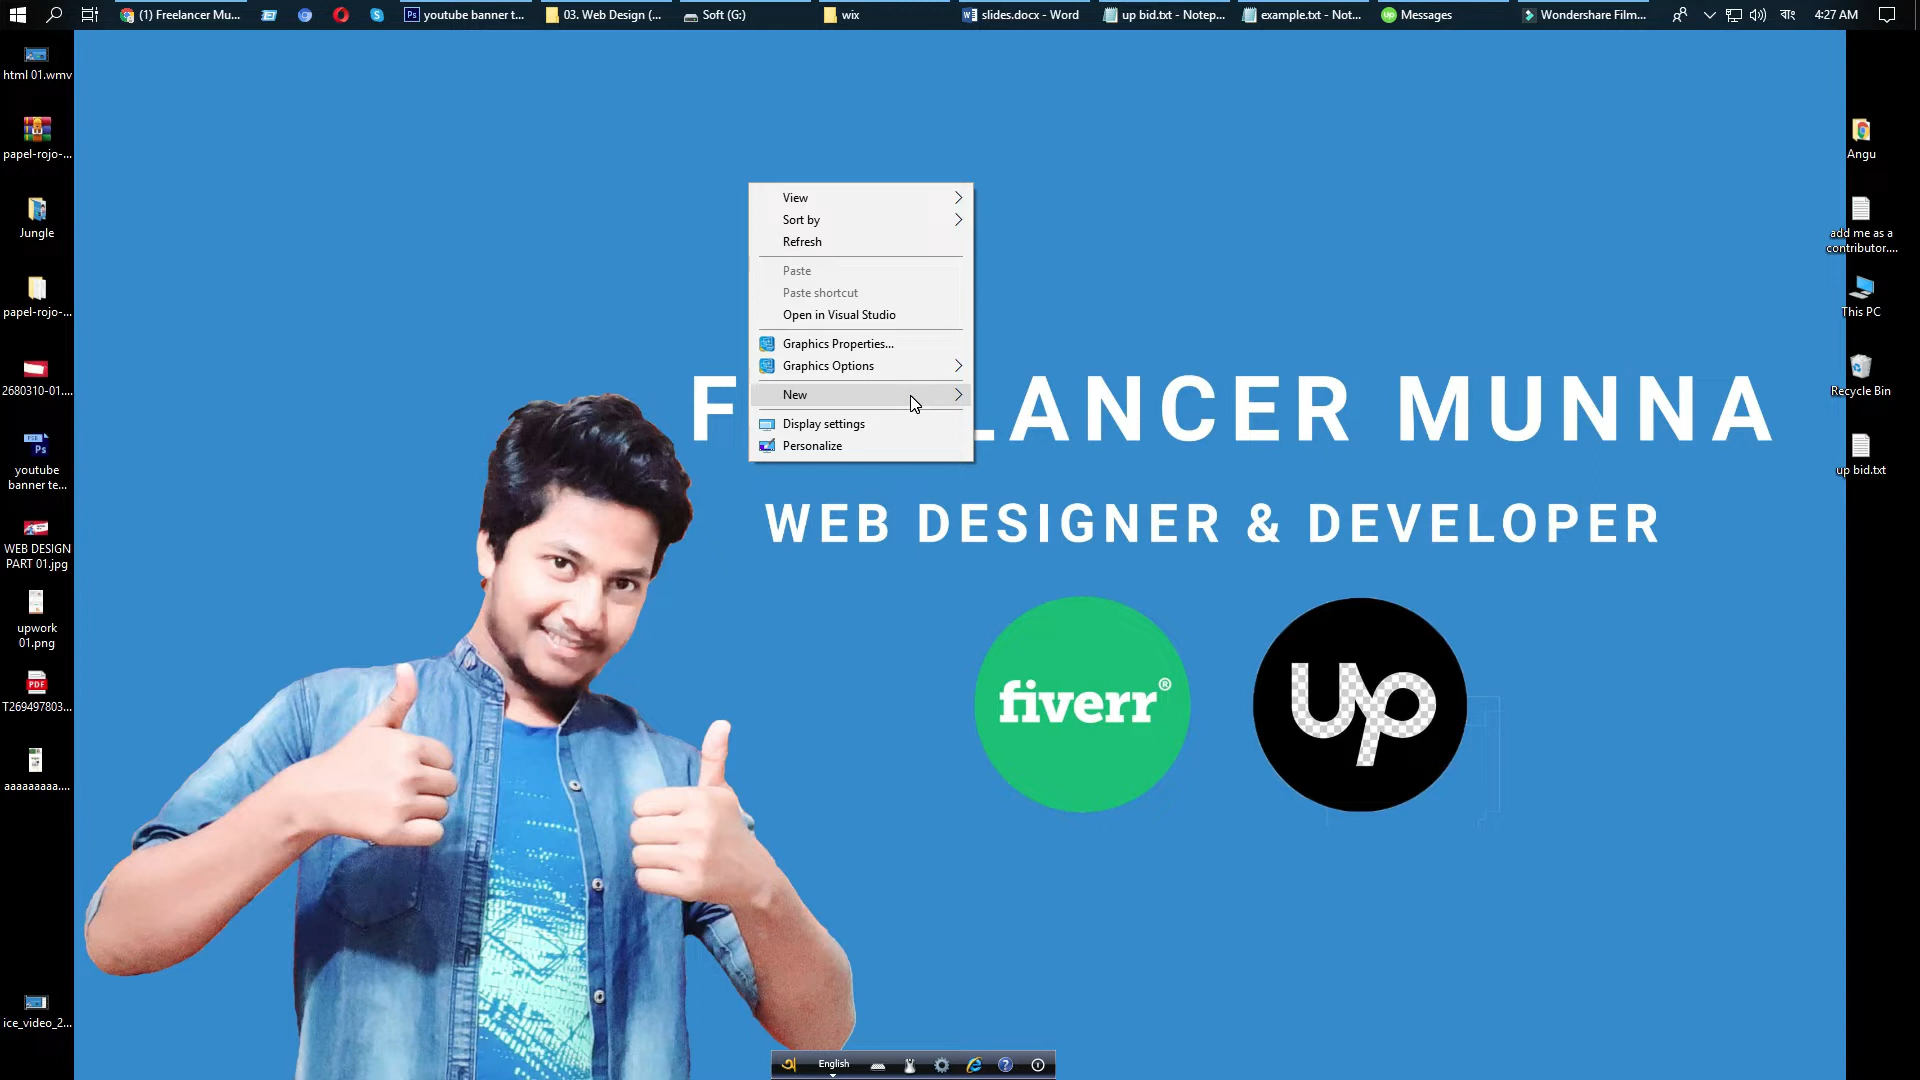 (1) Freelancer Mu...
youtube banner t...
03. Web Design (...
Soft (G:)
wix
slides.docx - Word
up bid.txt - Notep...
example.txt - Not...
Messages
Wondershare Film...
বাং
4:27 AM
html 01.wmv
papel-rojo-...
Jungle
papel-rojo-...
2680310-01....
youtube
banner te...
WEB DESIGN
PART 01.jpg
upwork
01.png
T269497803...
aaaaaaaaa....
ice_video_2...
View
Sort by
Refresh
Paste
Paste shortcut
Open in Visual Studio
Graphics Properties...
Graphics Options
New
Display settings
Personalize
F LANCER MUNNA
WEB DESIGNER & DEVELOPER
fiverr®
up
Angu
add me as a
contributor....
This PC
Recycle Bin
up bid.txt
English